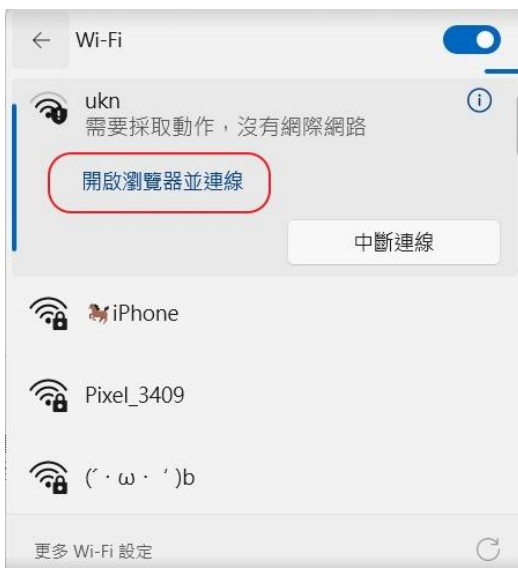 Wi-Fi
ukn
需要採取動作，沒有網際網路
開啟瀏覽器並連線
中斷連線
🐎iPhone
Pixel_3409
(´・ω・ ‘ )b
更多 Wi-Fi 設定